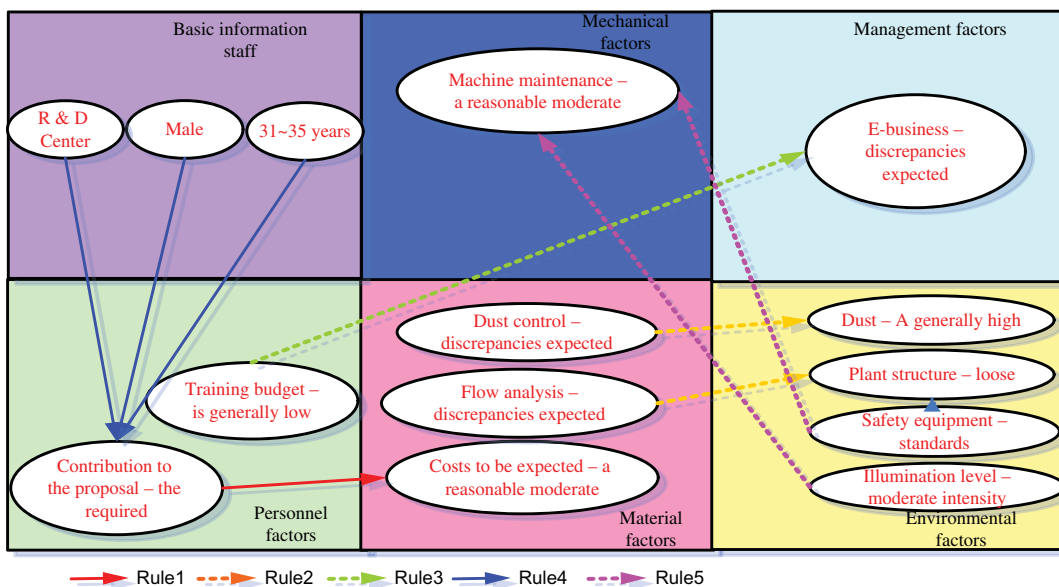 Basic information
staff
Mechanical
factors
Management factors
R & D
Center
Male
31~35 years
Machine maintenance –
a reasonable moderate
E-business –
discrepancies
expected
Training budget –
is generally low
Contribution to
the proposal – the
required
Personnel
factors
Dust control –
discrepancies expected
Flow analysis –
discrepancies expected
Costs to be expected – a
reasonable moderate
Material
factors
Dust – A generally high
Plant structure – loose
Safety equipment –
standards
Illumination level –
moderate intensity
Environmental
factors
Rule1
Rule2
Rule3
Rule4
Rule5